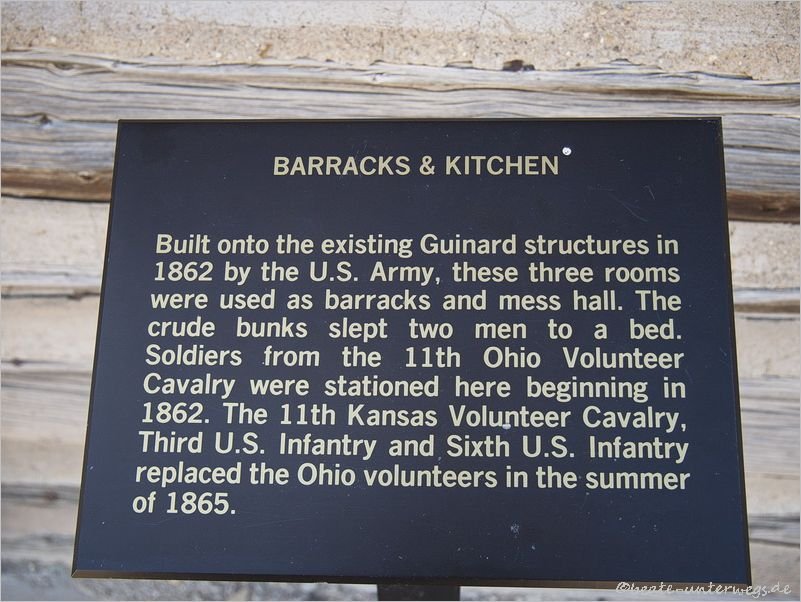 BARRACKS & KITCHEN
Built onto the existing Guinard structures in
1862 by the U.S. Army, these three rooms
were used as barracks and mess hall. The
crude bunks slept two men to a bed.
Soldiers from the 11th Ohio Volunteer
Cavalry were stationed here beginning in
1862. The 11th Kansas Volunteer Cavalry,
Third U.S. Infantry and Sixth U.S. Infantry
replaced the Ohio volunteers in the summer
of 1865.
©beate-unterwegs.de